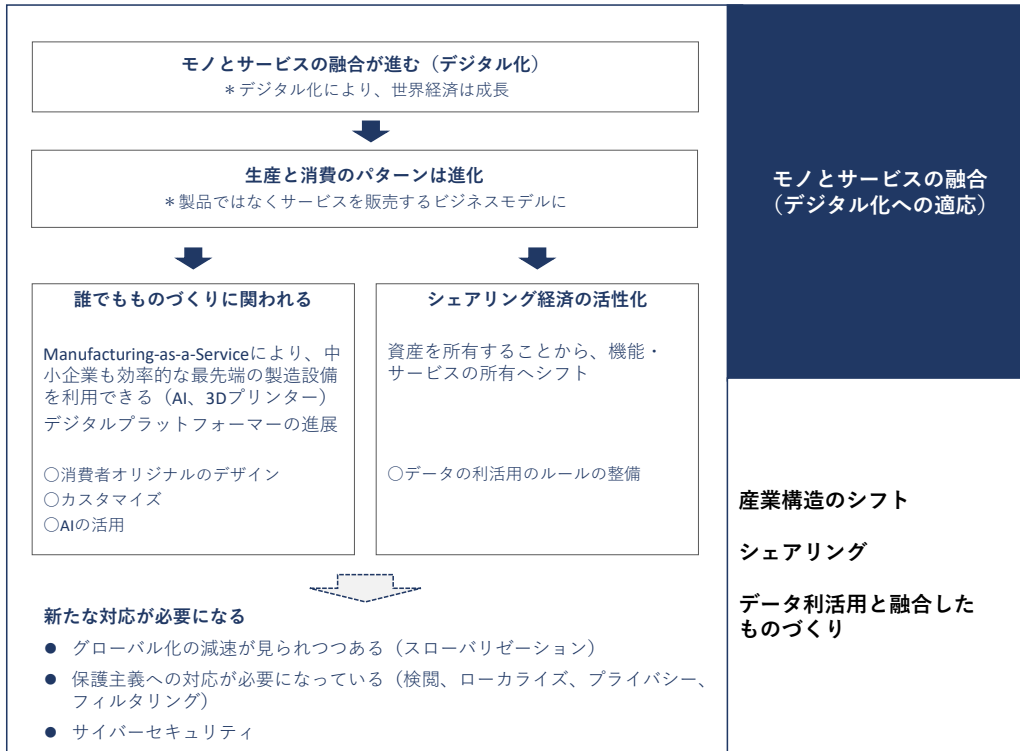 モノとサービスの融合が進む（デジタル化）
＊デジタル化により、世界経済は成長
生産と消費のパターンは進化
＊製品ではなくサービスを販売するビジネスモデルに
誰でもものづくりに関われる
Manufacturing-as-a-Serviceにより、中
小企業も効率的な最先端の製造設備
を利用できる（AI、3Dプリンター）
デジタルプラットフォーマーの進展
○消費者オリジナルのデザイン
○カスタマイズ
○AIの活用
シェアリング経済の活性化
資産を所有することから、機能・
サービスの所有へシフト
○データの利活用のルールの整備
新たな対応が必要になる
● グローバル化の減速が見られつつある（スローバリゼーション）
● 保護主義への対応が必要になっている（検閲、ローカライズ、プライバシー、
フィルタリング）
● サイバーセキュリティ
モノとサービスの融合
（デジタル化への適応）
産業構造のシフト
シェアリング
データ利活用と融合した
ものづくり